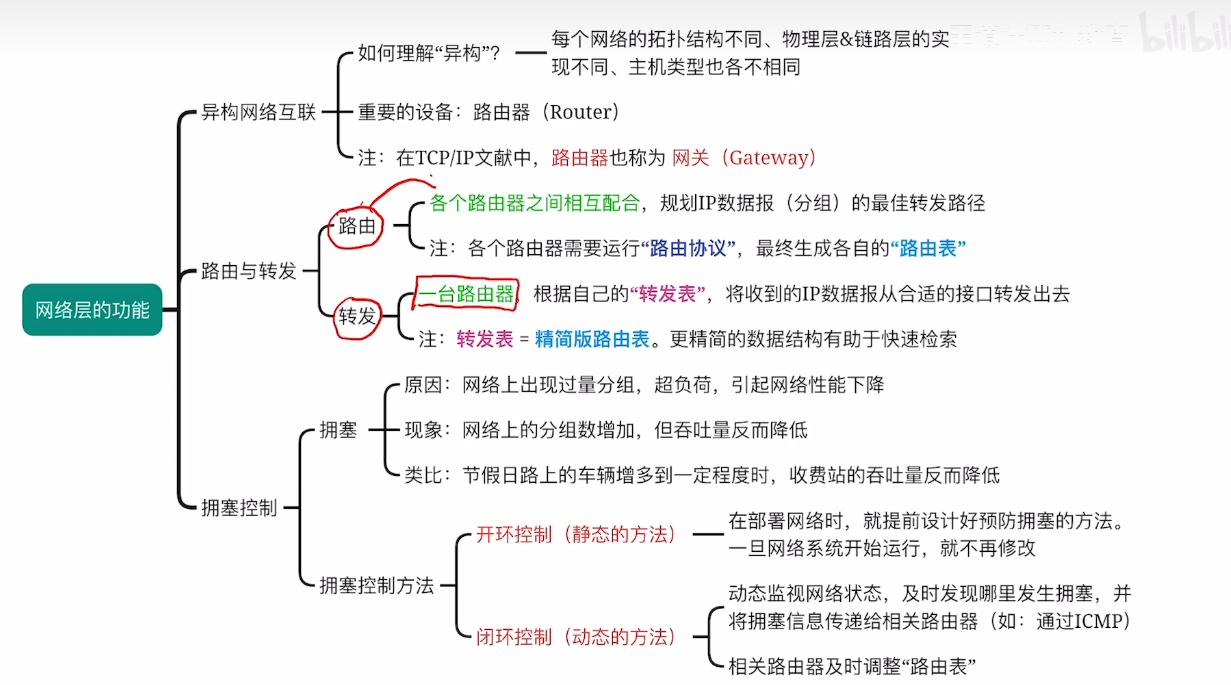 如何理解“异构”？
每个网络的拓扑结构不同、物理层&链路层的实
现不同、主机类型也各不相同
异构网络互联
重要的设备：路由器（Router）
注：在TCP/IP文献中，路由器也称为 网关（Gateway）
路由与转发
路由
各个路由器之间相互配合，规划IP数据报（分组）的最佳转发路径
注：各个路由器需要运行“路由协议”，最终生成各自的“路由表”
网络层的功能
转发
一台路由器，根据自己的“转发表”，将收到的IP数据报从合适的接口转发出去
注：转发表 = 精简版路由表。更精简的数据结构有助于快速检索
拥塞控制
拥塞
原因：网络上出现过量分组，超负荷，引起网络性能下降
现象：网络上的分组数增加，但吞吐量反而降低
类比：节假日路上的车辆增多到一定程度时，收费站的吞吐量反而降低
拥塞控制方法
开环控制（静态的方法）
在部署网络时，就提前设计好预防拥塞的方法。
一旦网络系统开始运行，就不再修改
闭环控制（动态的方法）
动态监视网络状态，及时发现哪里发生拥塞，并
将拥塞信息传递给相关路由器（如：通过ICMP）
相关路由器及时调整“路由表”
bilibili